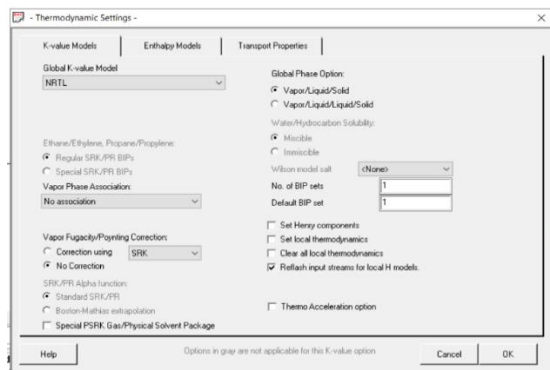 - Thermodynamic Settings -
K-value Models
Enthalpy Models
Transport Properties
Global K-value Model
NRTL
Ethane/Ethylene, Propane/Propylene:
Regular SRK/PR BIPs
Special SRK/PR BIPs
Vapor Phase Association:
No association
Vapor Fugacity/Poynting Correction:
Correction using
SRK
No Correction
SRK/PR Alpha function:
Standard SRK/PR
Boston-Mathias extrapolation
Special PSRK Gas/Physical Solvent Package
Global Phase Option:
Vapor/Liquid/Solid
Vapor/Liquid/Liquid/Solid
Water/Hydrocarbon Solubility:
Miscible
Immiscible
Wilson model salt
<None>
No. of BIP sets
1
Default BIP set
1
Set Henry components
Set local thermodynamics
Clear all local thermodynamics
Reflash input streams for local H models.
Thermo Acceleration option
Help
Options in gray are not applicable for this K-value option
Cancel
OK